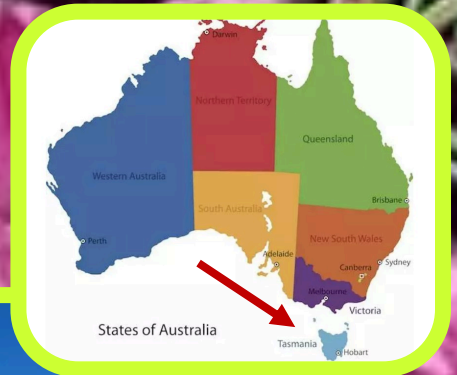 Darwin
Northern Territory
Queensland
Western Australia
South Australia
Brisbane
New South Wales
Perth
Adelaide
Sydney
Canberra
Melbourne
Victoria
States of Australia
Tasmania
Hobart